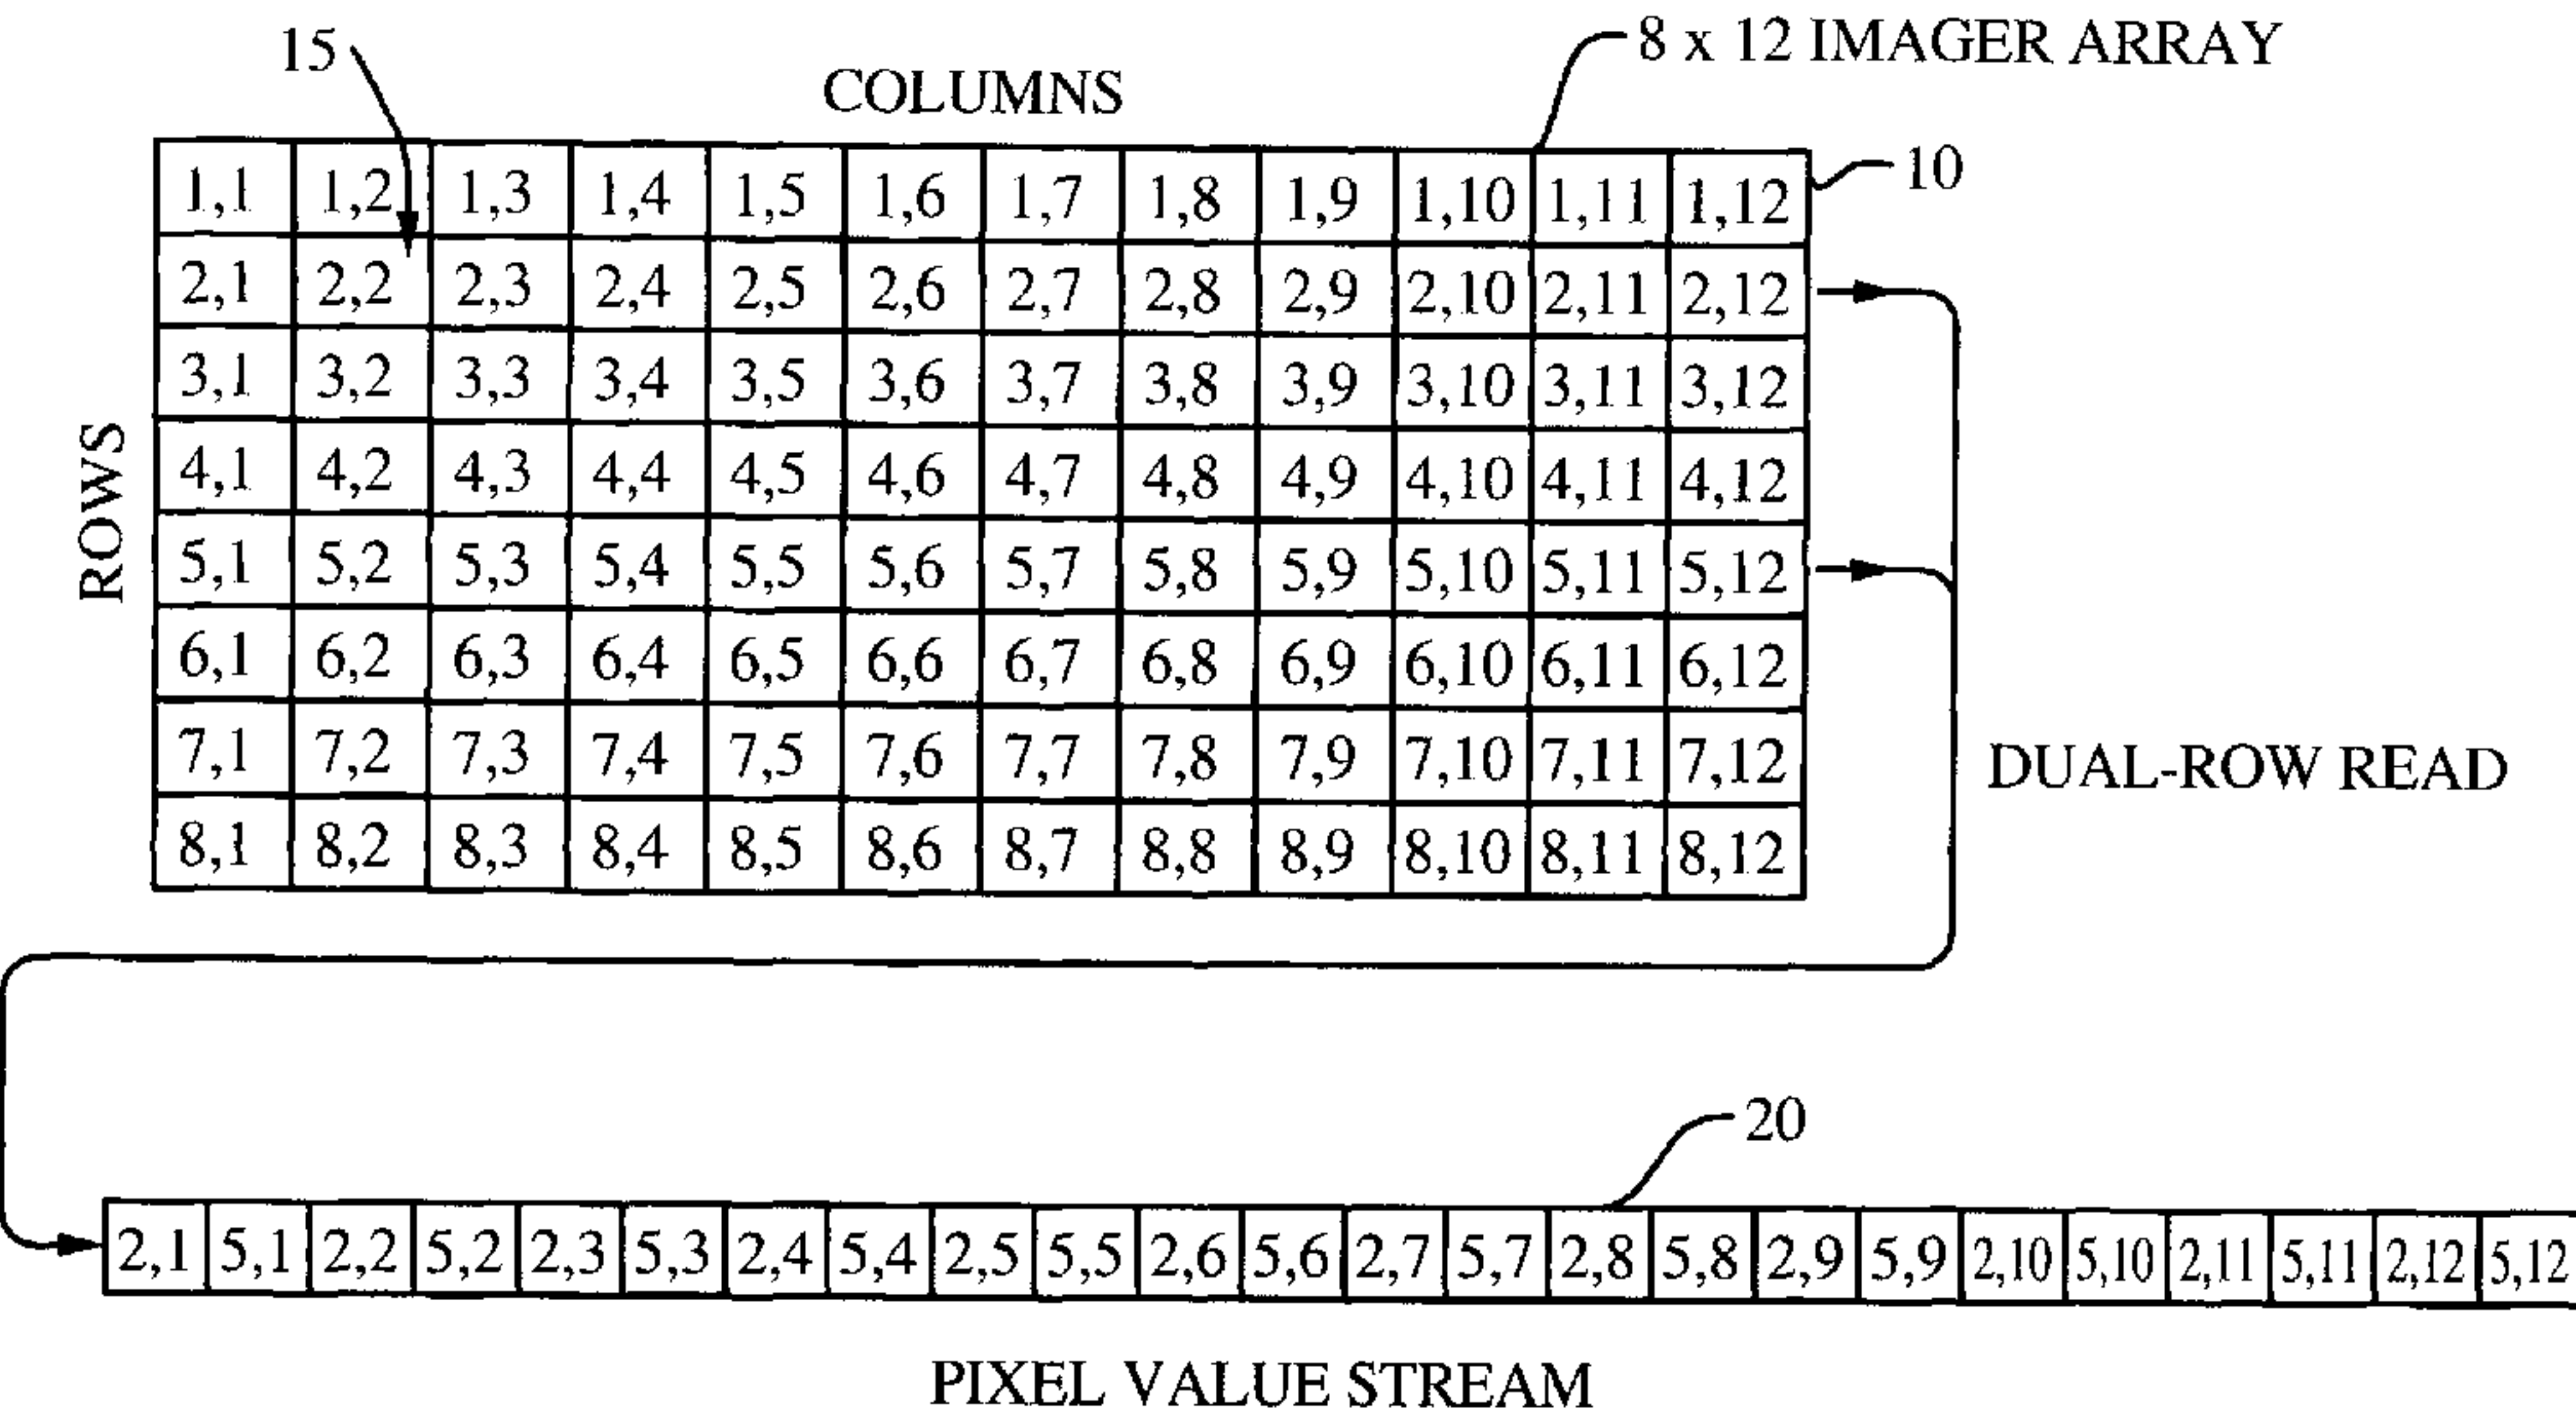 8 x 12 IMAGER ARRAY
15
COLUMNS
10
1,1 1,2 1,3 1,4 1,5 1,6 1,7 1,8 1,9 1,10 1,11 1,12
2,1 2,2 2,3 2,4 2,5 2,6 2,7 2,8 2,9 2,10 2,11 2,12
3,1 3,2 3,3 3,4 3,5 3,6 3,7 3,8 3,9 3,10 3,11 3,12
ROWS
4,1 4,2 4,3 4,4 4,5 4,6 4,7 4,8 4,9 4,10 4,11 4,12
5,1 5,2 5,3 5,4 5,5 5,6 5,7 5,8 5,9 5,10 5,11 5,12
6,1 6,2 6,3 6,4 6,5 6,6 6,7 6,8 6,9 6,10 6,11 6,12
7,1 7,2 7,3 7,4 7,5 7,6 7,7 7,8 7,9 7,10 7,11 7,12
DUAL-ROW READ
8,1 8,2 8,3 8,4 8,5 8,6 8,7 8,8 8,9 8,10 8,11 8,12
20
2,1 5,1 2,2 5,2 2,3 5,3 2,4 5,4 2,5 5,5 2,6 5,6 2,7 5,7 2,8 5,8 2,9 5,9 2,10 5,10 2,11 5,11 2,12 5,12
PIXEL VALUE STREAM